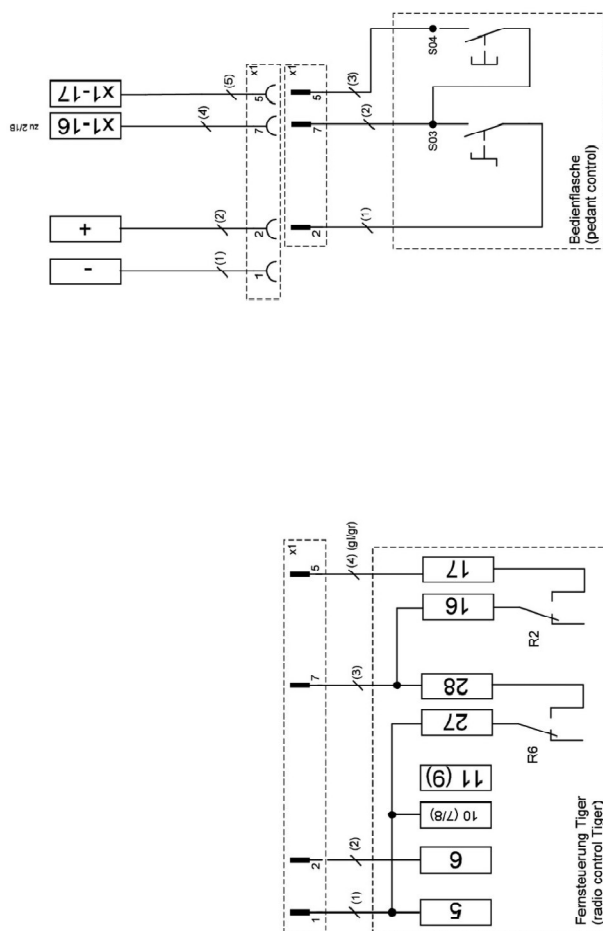 S04
x1
x1
(5)
(3)
x1-17
5
5
(4)
(2)
x1-16
7
7
S03
zu 2/1B
+
(2)
2
2
(1)
-
(1)
1
Bedienflasche
(pedant control)
x1
5
(4) (gl/gr)
17
16
R2
7
(3)
28
27
R6
11 (9)
10 (7/8)
2
(2)
6
1
(1)
5
Fernsteuerung Tiger
(radio control Tiger)